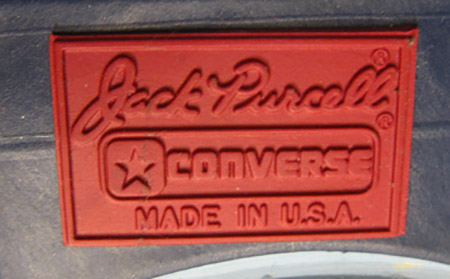 Jack Purcell®
CONVERSE®
MADE IN U.S.A.